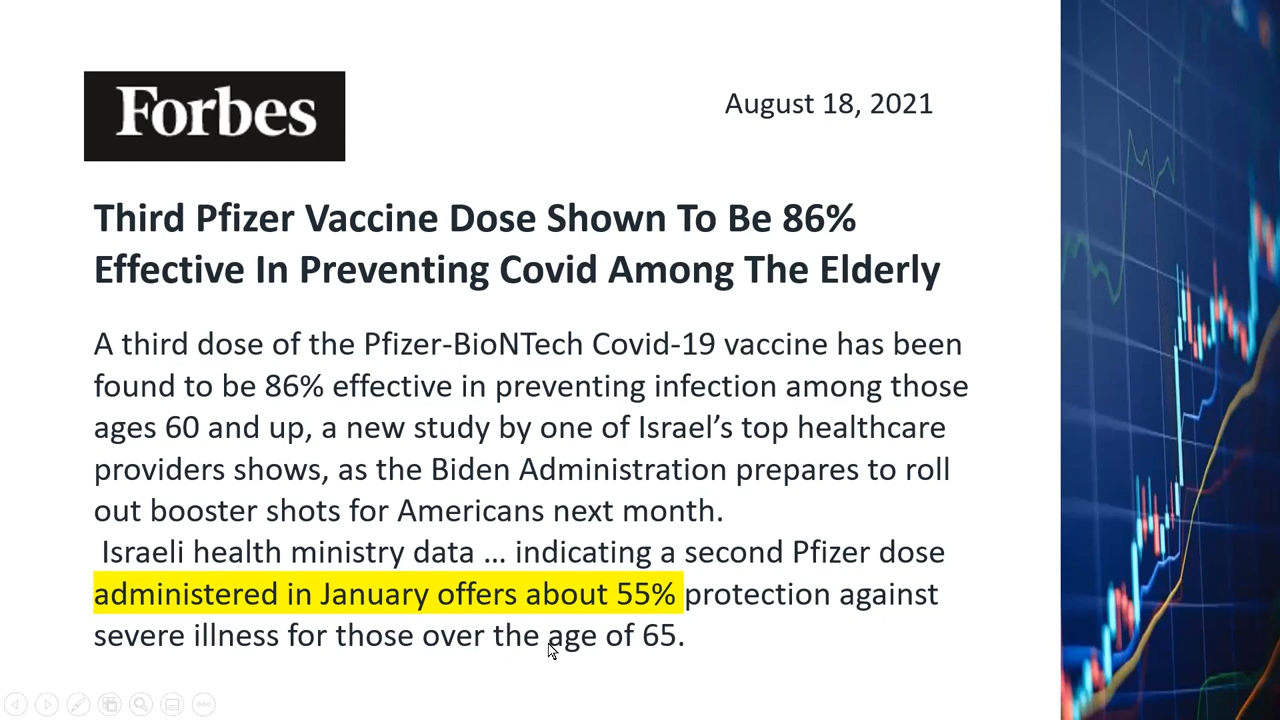 Forbes
August 18, 2021
Third Pfizer Vaccine Dose Shown To Be 86%
Effective In Preventing Covid Among The Elderly
A third dose of the Pfizer-BioNTech Covid-19 vaccine has been
found to be 86% effective in preventing infection among those
ages 60 and up, a new study by one of Israel’s top healthcare
providers shows, as the Biden Administration prepares to roll
out booster shots for Americans next month.
Israeli health ministry data … indicating a second Pfizer dose
administered in January offers about 55% protection against
severe illness for those over the age of 65.